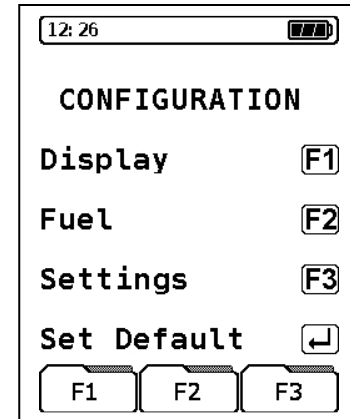 12:26
CONFIGURATION
Display F1
Fuel F2
Settings F3
Set Default ↵
F1 F2 F3